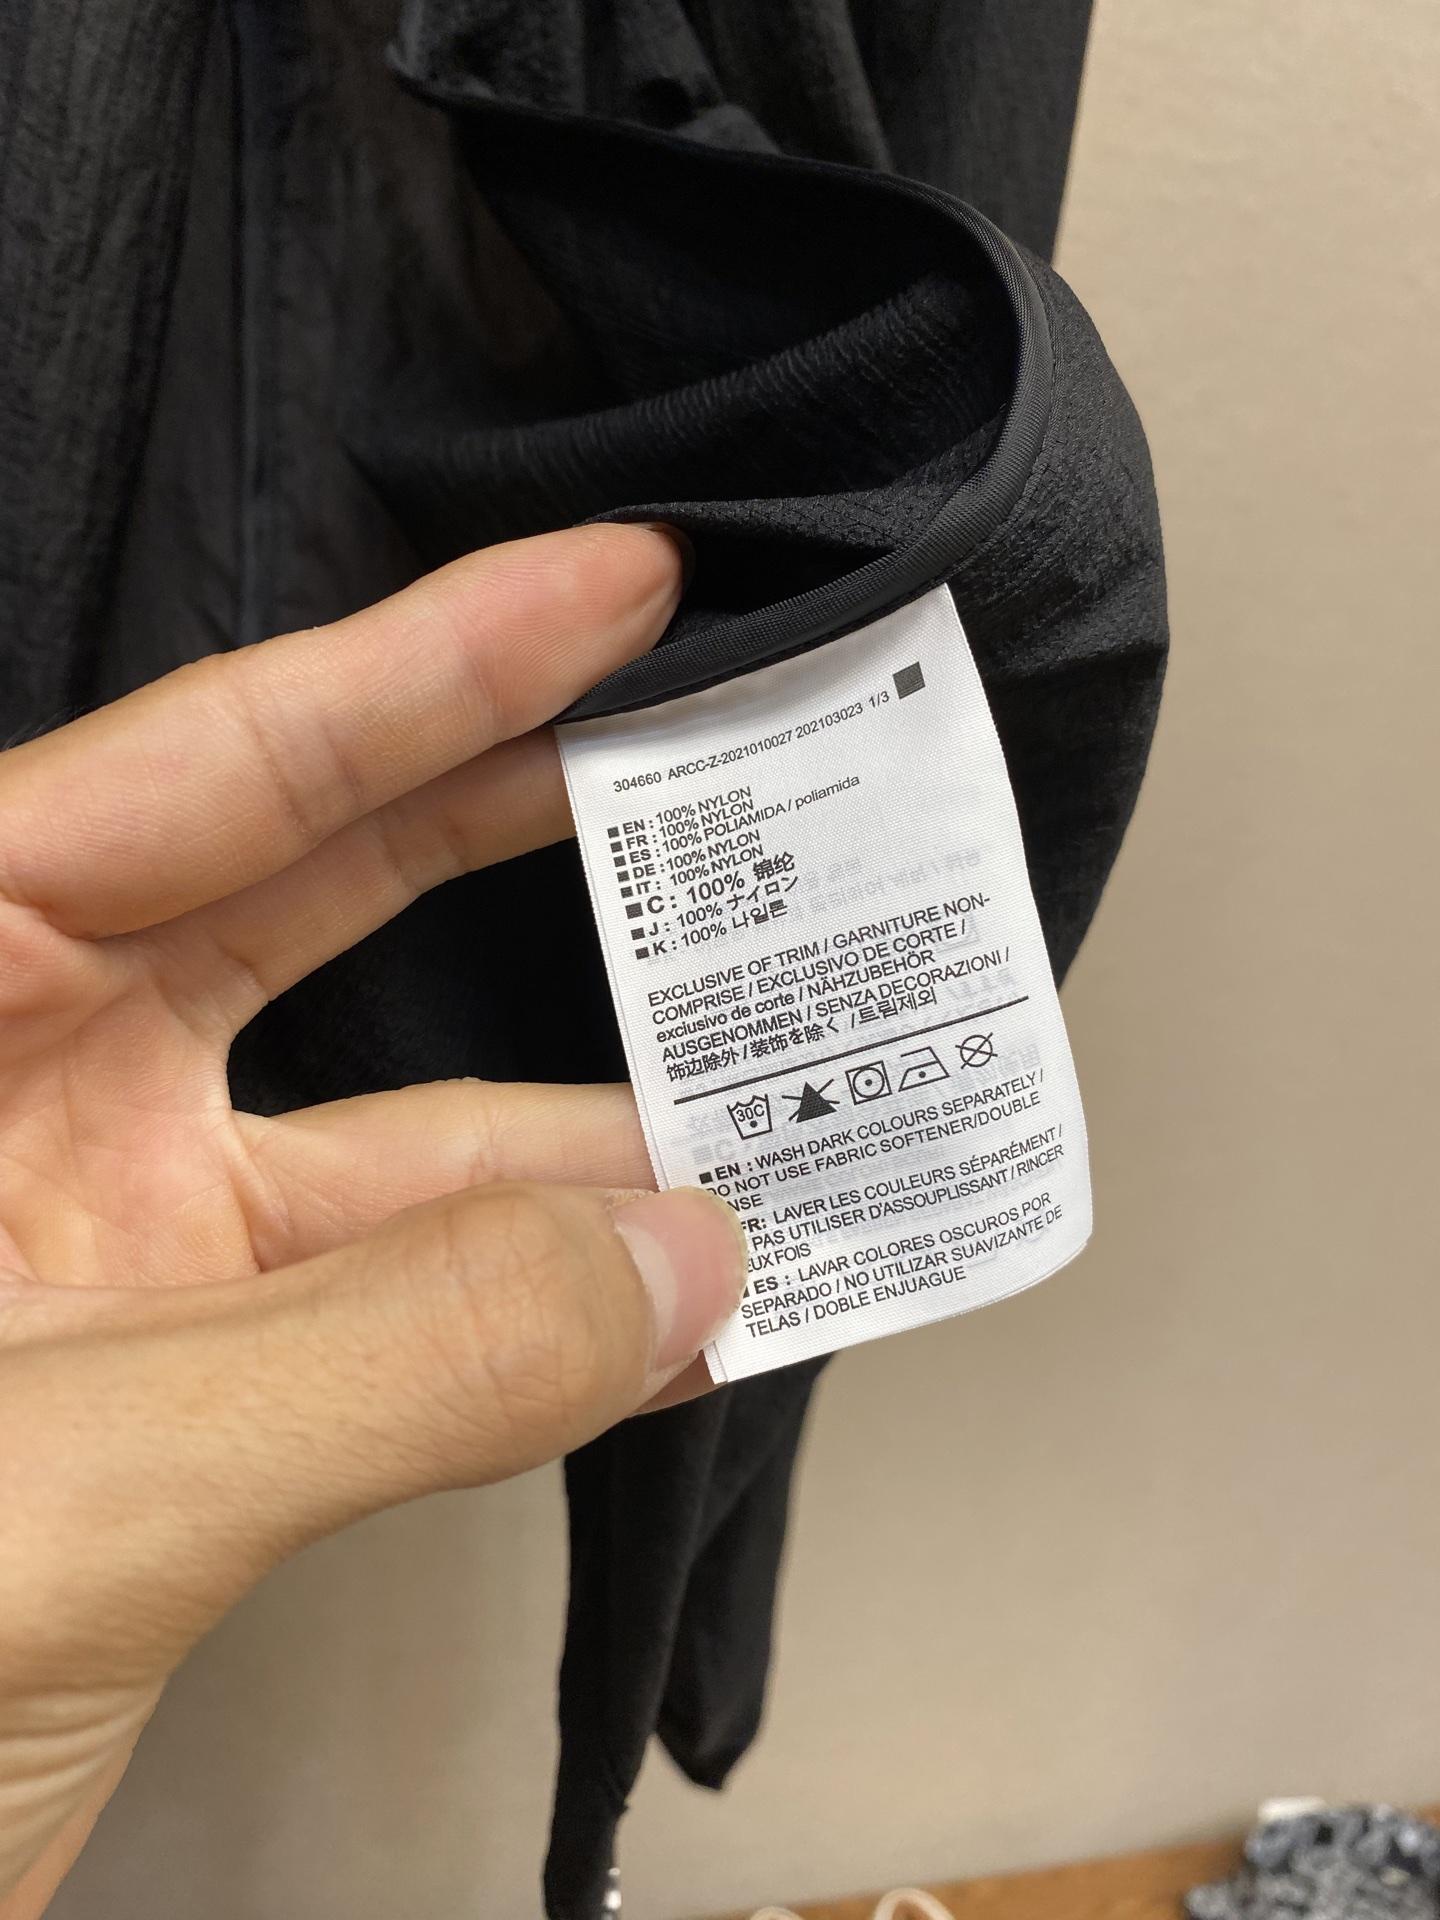 304660 ARCC-Z-2021010027 202103023 1/3
EN : 100% NYLON
FR : 100% NYLON
ES : 100% POLIAMIDA / poliamida
DE : 100% NYLON
IT : 100% NYLON
C : 100% 锦纶
J : 100% ナイロン
K : 100% 나일론
EXCLUSIVE OF TRIM / GARNITURE NON-
COMPRISE / EXCLUSIVO DE CORTE /
exclusivo de corte / NÄHZUBEHÖR
AUSGENOMMEN / SENZA DECORAZIONI /
饰边除外 / 装饰を除く / 트림제외
30C
EN : WASH DARK COLOURS SEPARATELY /
DO NOT USE FABRIC SOFTENER/DOUBLE
NSE
FR: LAVER LES COULEURS SÉPARÉMENT /
PAS UTILISER D'ASSOUPLISSANT / RINCER
EUX FOIS
ES : LAVAR COLORES OSCUROS POR
SEPARADO / NO UTILIZAR SUAVIZANTE DE
TELAS / DOBLE ENJUAGUE